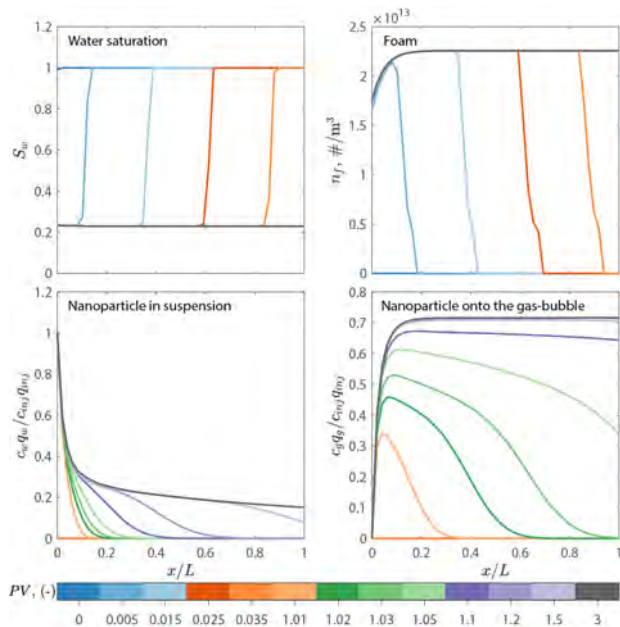 ×10¹³
Water saturation
Foam
1.2
1
0.8
0.6
0.4
0.2
0
S_w
2.5
2
1.5
1
0.5
0
n_f, #/m³
Nanoparticle in suspension
Nanoparticle onto the gas-bubble
1.2
1
0.8
0.6
0.4
0.2
0
c_w q_w/c_inj q_inj
0.8
0.7
0.6
0.5
0.4
0.3
0.2
0.1
0
c_g q_g/c_inj q_inj
0 0.2 0.4 0.6 0.8 1
0 0.2 0.4 0.6 0.8 1
x/L
x/L
PV, (-)
0 0.005 0.015 0.025 0.035 1.01 1.02 1.03 1.05 1.1 1.2 1.5 3